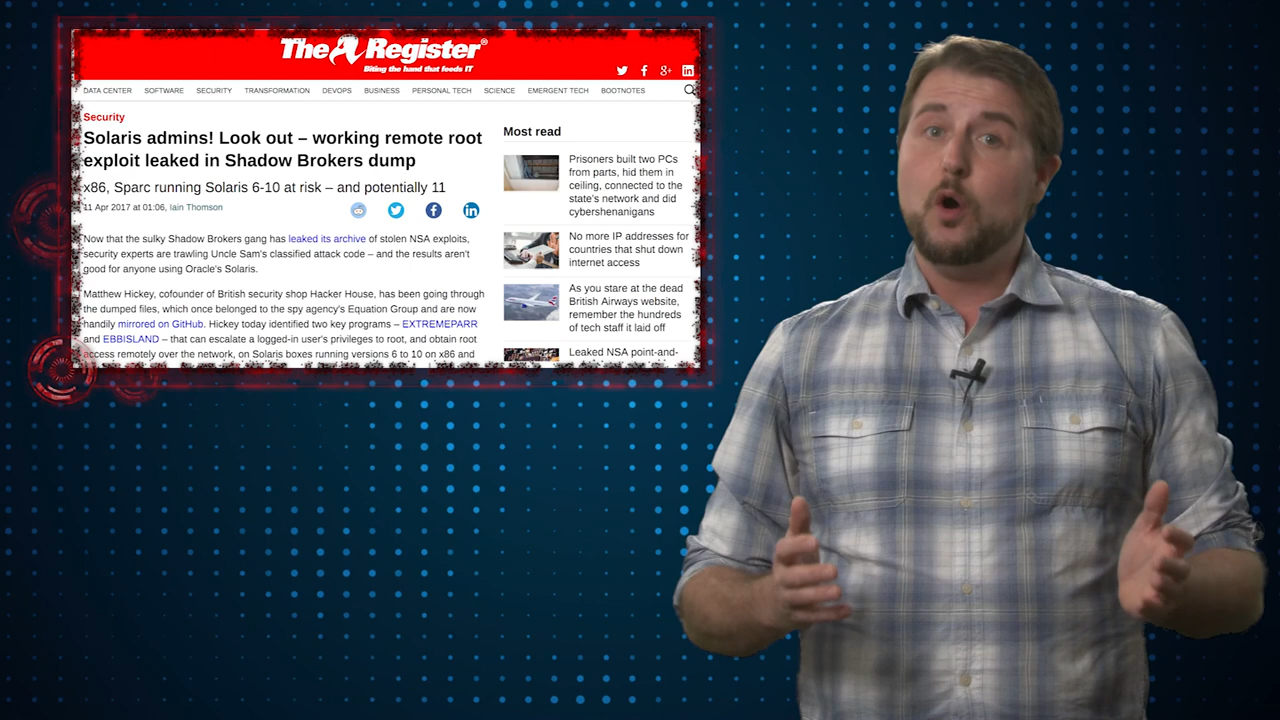 The Register®
Biting the hand that feeds IT
DATA CENTER SOFTWARE SECURITY TRANSFORMATION DEVOPS BUSINESS PERSONAL TECH SCIENCE EMERGENT TECH BOOTNOTES
Security
Solaris admins! Look out – working remote root
exploit leaked in Shadow Brokers dump
x86, Sparc running Solaris 6-10 at risk – and potentially 11
11 Apr 2017 at 01:06, Iain Thomson
Now that the sulky Shadow Brokers gang has leaked its archive of stolen NSA exploits,
security experts are trawling Uncle Sam's classified attack code – and the results aren't
good for anyone using Oracle's Solaris.
Matthew Hickey, cofounder of British security shop Hacker House, has been going through
the dumped files, which once belonged to the spy agency's Equation Group and are now
handily mirrored on GitHub. Hickey today identified two key programs – EXTREMEPARR
and EBBISLAND – that can escalate a logged-in user's privileges to root, and obtain root
access remotely over the network, on Solaris boxes running versions 6 to 10 on x86 and
Most read
Prisoners built two PCs
from parts, hid them in
ceiling, connected to the
state's network and did
cybershenanigans
No more IP addresses for
countries that shut down
internet access
As you stare at the dead
British Airways website,
remember the hundreds
of tech staff it laid off
Leaked NSA point-and-